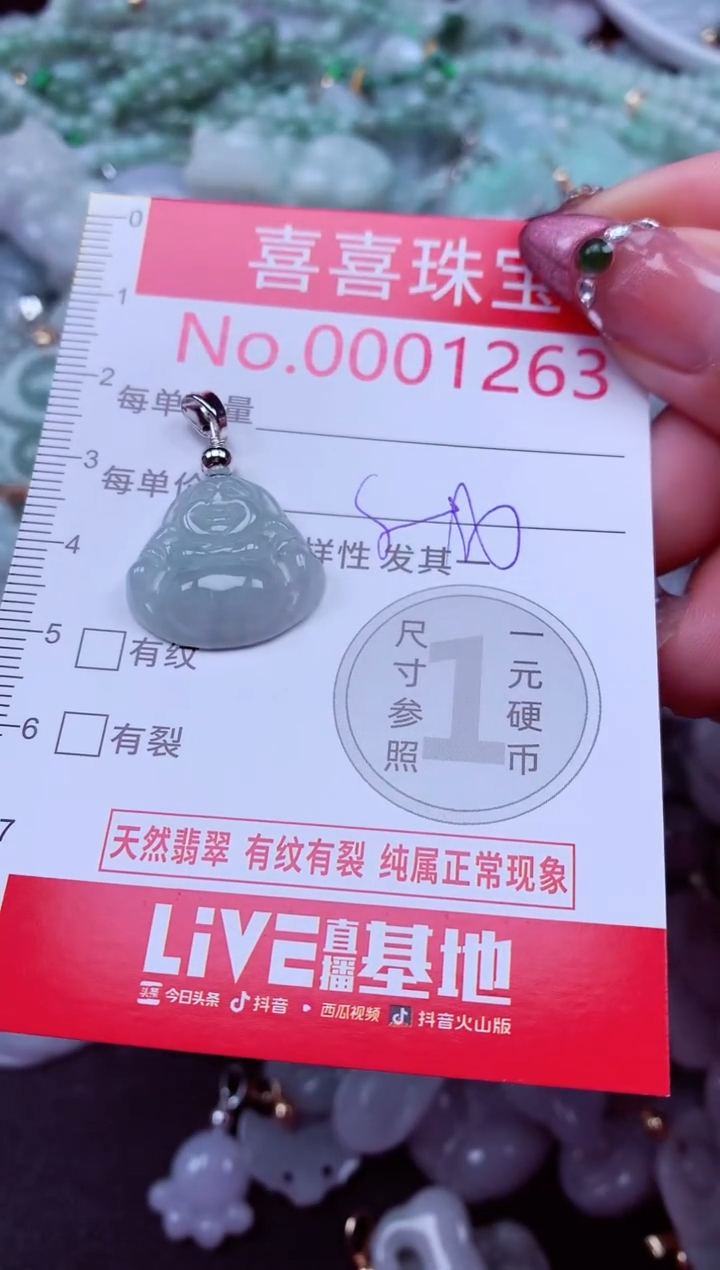 喜喜珠宝
No.0001263
每单 量
每单价
样性 发其一
有纹
有裂
0
1
2
3
4
5
6
7
尺寸参照
1
一元硬币
天然翡翠 有纹有裂 纯属正常现象
LiVE直播基地
头条 今日头条 抖音 · 西瓜视频 抖音火山版